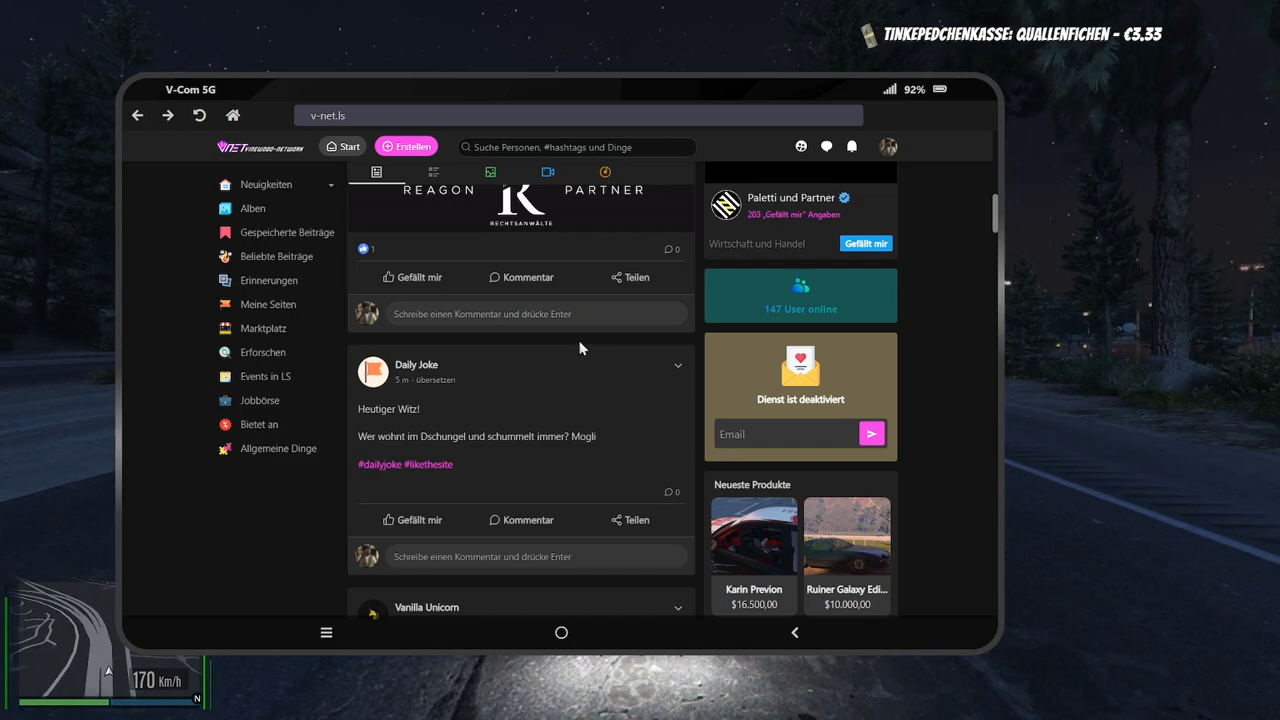 TINKEPEDCHENKASSE: QUALLENFICHEN - €3.33
V-Com 5G
92%
v-net.ls
VNET VINEWOOD-NETWORK
Start
Erstellen
Suche Personen, #hashtags und Dinge
Neuigkeiten
Alben
Gespeicherte Beiträge
Beliebte Beiträge
Erinnerungen
Meine Seiten
Marktplatz
Erforschen
Events in LS
Jobbörse
Bietet an
Allgemeine Dinge
REAGON R PARTNER
RECHTSANWÄLTE
1
0
Gefällt mir
Kommentar
Teilen
Schreibe einen Kommentar und drücke Enter
Daily Joke
5 m - übersetzen
Heutiger Witz!
Wer wohnt im Dschungel und schummelt immer? Mogli
#dailyjoke #likethesite
0
Gefällt mir
Kommentar
Teilen
Schreibe einen Kommentar und drücke Enter
Vanilla Unicorn
Paletti und Partner
203 „Gefällt mir" Angaben
Wirtschaft und Handel
Gefällt mir
147 User online
Dienst ist deaktiviert
Email
Neueste Produkte
Karin Previon
$16.500,00
Ruiner Galaxy Edi...
$10.000,00
170 Km/h
N